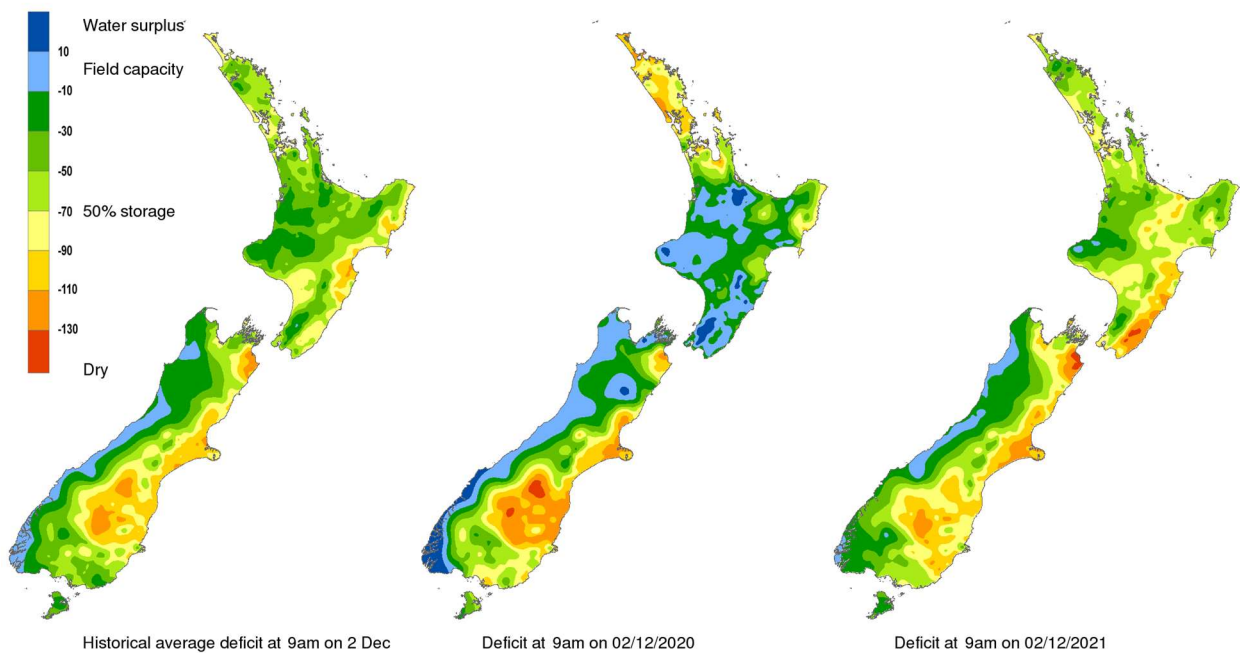 Water surplus
10
Field capacity
-10
-30
-50
-70
50% storage
-90
-110
-130
Dry
Historical average deficit at 9am on 2 Dec
Deficit at 9am on 02/12/2020
Deficit at 9am on 02/12/2021